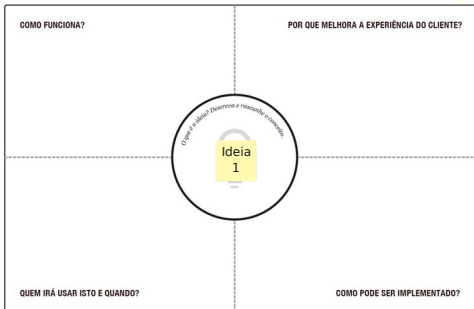 COMO FUNCIONA?
POR QUE MELHORA A EXPERIÊNCIA DO CLIENTE?
O que é a ideia? Descreva e rascunhe o conceito.
Ideia
1
QUEM IRÁ USAR ISTO E QUANDO?
COMO PODE SER IMPLEMENTADO?